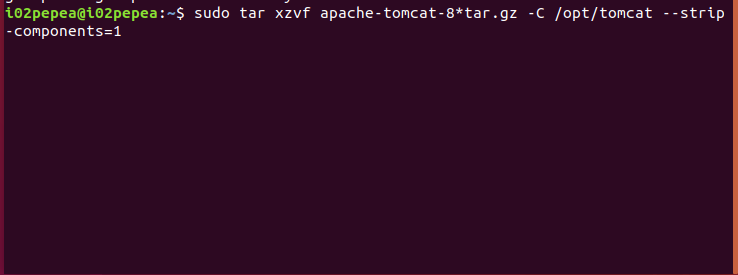 i02pepea@i02pepea:~$ sudo tar xzvf apache-tomcat-8*tar.gz -C /opt/tomcat --strip
-components=1